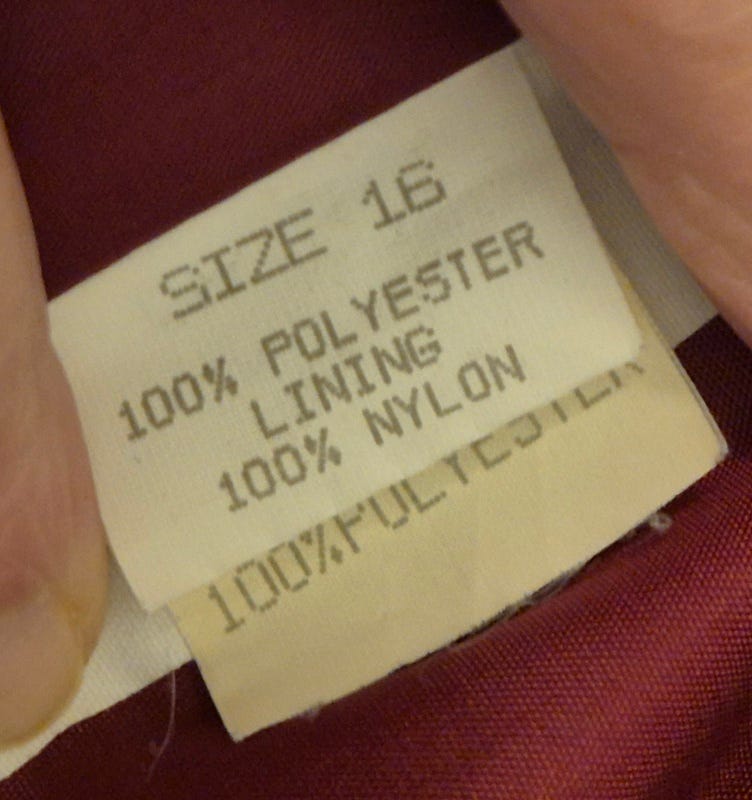 SIZE 16
100% POLYESTER
LINING
100% NYLON
100%POLYESTER